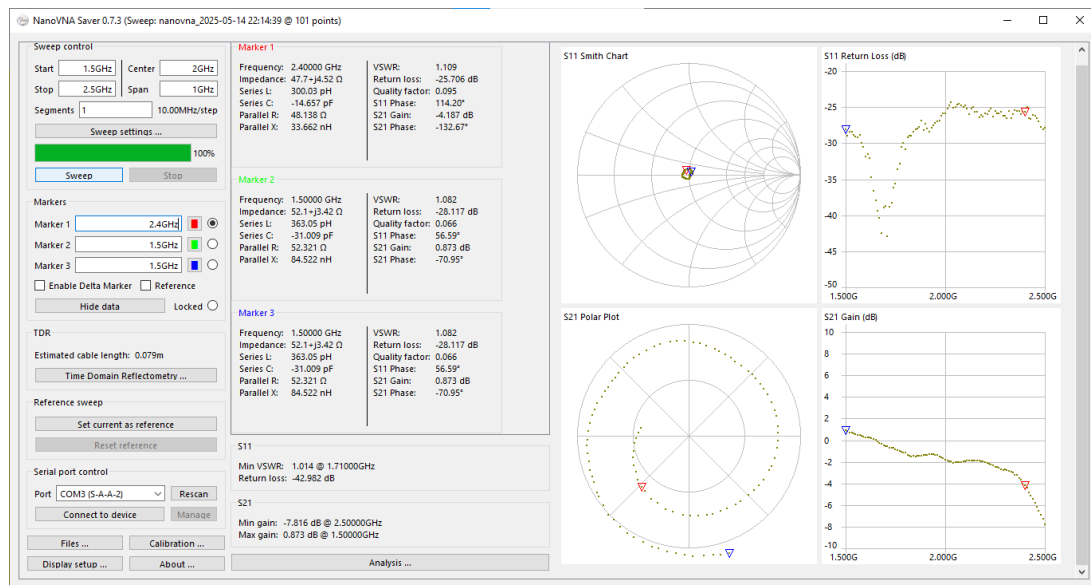 NanoVNA Saver 0.7.3 (Sweep: nanovna_2025-05-14 22:14:39 @ 101 points)
Sweep control
Start 1.5GHz Center 2GHz
Stop 2.5GHz Span 1GHz
Segments 1 10.00MHz/step
Sweep settings ...
100%
Sweep Stop
Markers
Marker 1 2.4GHz
Marker 2 1.5GHz
Marker 3 1.5GHz
Enable Delta Marker Reference
Hide data Locked
TDR
Estimated cable length: 0.079m
Time Domain Reflectometry ...
Reference sweep
Set current as reference
Reset reference
Serial port control
Port COM3 (S-A-A-2) Rescan
Connect to device Manage
Files ... Calibration ...
Display setup ... About ...
Marker 1
Frequency: 2.40000 GHz VSWR: 1.109
Impedance: 47.7+j4.52 Ω Return loss: -25.706 dB
Series L: 300.03 pH Quality factor: 0.095
Series C: -14.657 pF S11 Phase: 114.20°
Parallel R: 48.138 Ω S21 Gain: -4.187 dB
Parallel X: 33.662 nH S21 Phase: -132.67°
Marker 2
Frequency: 1.50000 GHz VSWR: 1.082
Impedance: 52.1+j3.42 Ω Return loss: -28.117 dB
Series L: 363.05 pH Quality factor: 0.066
Series C: -31.009 pF S11 Phase: 56.59°
Parallel R: 52.321 Ω S21 Gain: 0.873 dB
Parallel X: 84.522 nH S21 Phase: -70.95°
Marker 3
Frequency: 1.50000 GHz VSWR: 1.082
Impedance: 52.1+j3.42 Ω Return loss: -28.117 dB
Series L: 363.05 pH Quality factor: 0.066
Series C: -31.009 pF S11 Phase: 56.59°
Parallel R: 52.321 Ω S21 Gain: 0.873 dB
Parallel X: 84.522 nH S21 Phase: -70.95°
S11
Min VSWR: 1.014 @ 1.71000GHz
Return loss: -42.982 dB
S21
Min gain: -7.816 dB @ 2.50000GHz
Max gain: 0.873 dB @ 1.50000GHz
Analysis ...
S11 Smith Chart
S11 Return Loss (dB)
-20
-25
-30
-35
-40
-45
-50
1.500G 2.000G 2.500G
S21 Polar Plot
S21 Gain (dB)
10
8
6
4
2
0
-2
-4
-6
-8
-10
1.500G 2.000G 2.500G